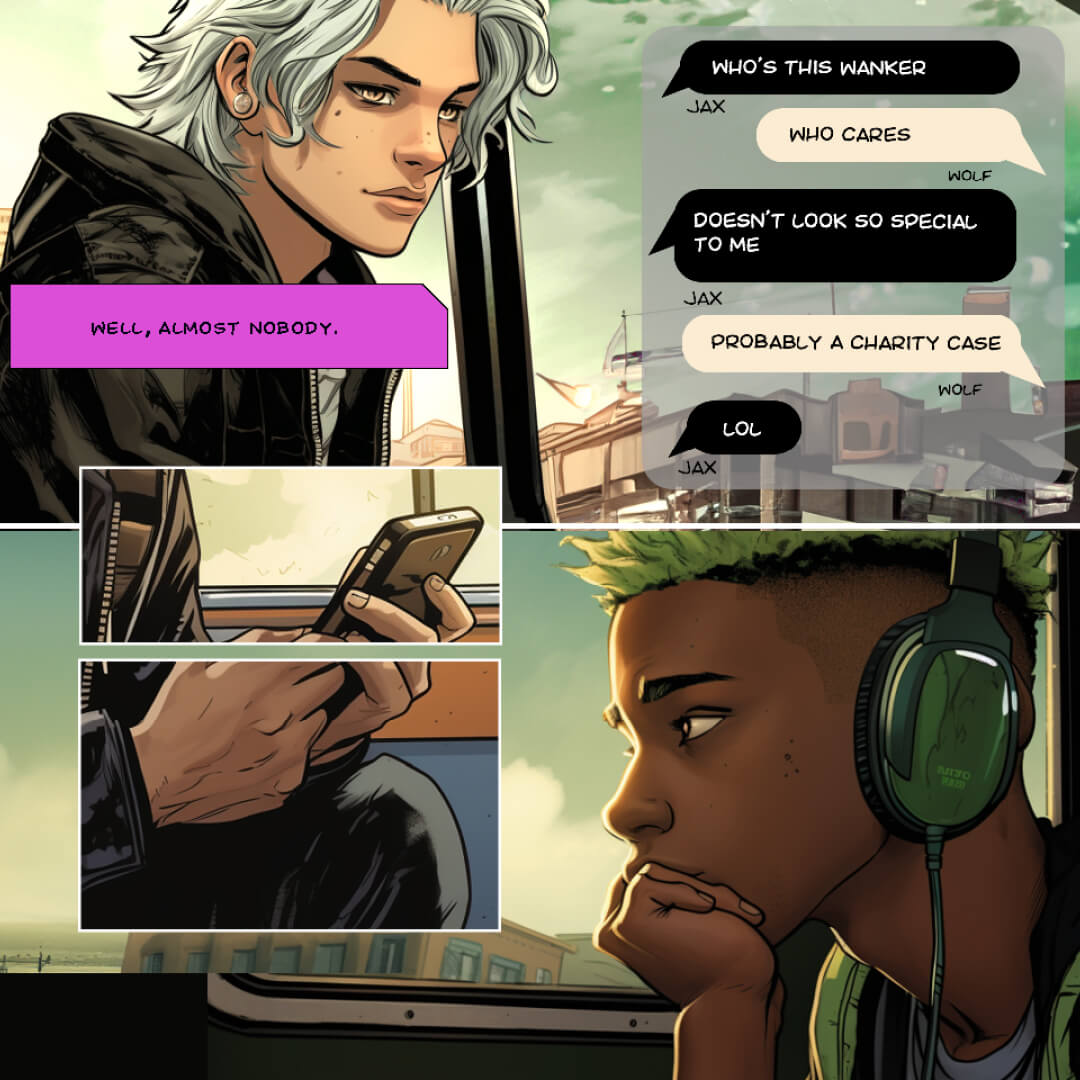 WHO'S THIS WANKER
JAX
WHO CARES
WOLF
DOESN'T LOOK SO SPECIAL
TO ME
JAX
WELL, ALMOST NOBODY.
PROBABLY A CHARITY CASE
WOLF
LOL
JAX